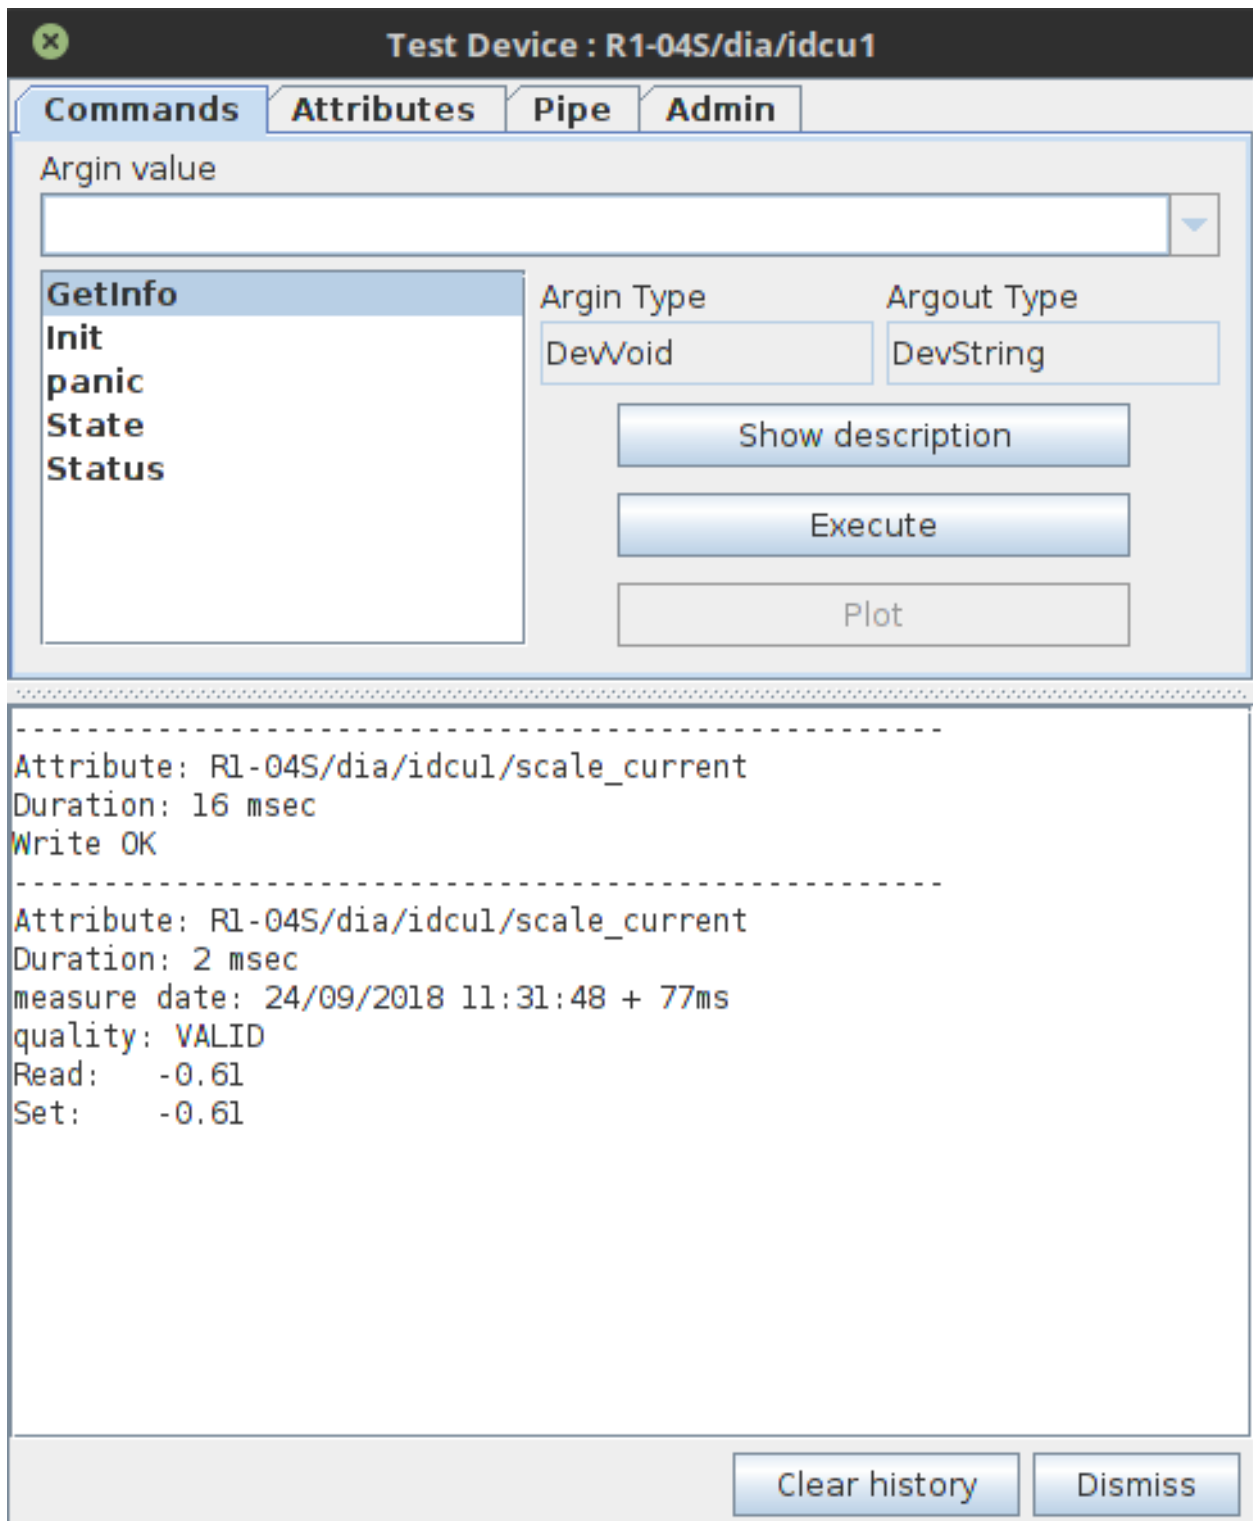 Test Device : R1-04S/dia/idcu1
Commands Attributes Pipe Admin
Argin value
GetInfo
Init
panic
State
Status
Argin Type Argout Type
DevVoid DevString
Show description
Execute
Plot
----------------------------------------------------
Attribute: R1-04S/dia/idcu1/scale_current
Duration: 16 msec
Write OK
----------------------------------------------------
Attribute: R1-04S/dia/idcu1/scale_current
Duration: 2 msec
measure date: 24/09/2018 11:31:48 + 77ms
quality: VALID
Read:   -0.61
Set:    -0.61
Clear history Dismiss